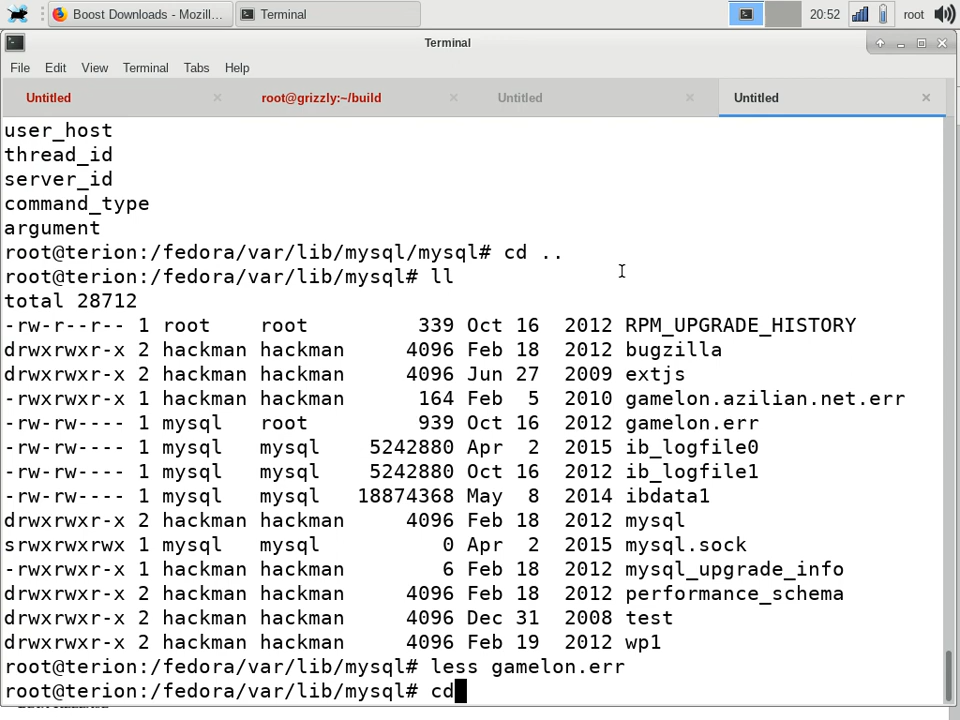 Boost Downloads - Mozill...
Terminal
20:52
root
Terminal
File Edit View Terminal Tabs Help
Untitled
root@grizzly:~/build
Untitled
Untitled
user_host
thread_id
server_id
command_type
argument
root@terion:/fedora/var/lib/mysql/mysql# cd ..
root@terion:/fedora/var/lib/mysql# ll
total 28712
-rw-r--r-- 1 root    root         339 Oct 16  2012 RPM_UPGRADE_HISTORY
drwxrwxr-x 2 hackman hackman     4096 Feb 18  2012 bugzilla
drwxrwxr-x 2 hackman hackman     4096 Jun 27  2009 extjs
-rwxrwxr-x 1 hackman hackman      164 Feb  5  2010 gamelon.azilian.net.err
-rw-rw---- 1 mysql   root         939 Oct 16  2012 gamelon.err
-rw-rw---- 1 mysql   mysql    5242880 Apr  2  2015 ib_logfile0
-rw-rw---- 1 mysql   mysql    5242880 Oct 16  2012 ib_logfile1
-rw-rw---- 1 mysql   mysql   18874368 May  8  2014 ibdata1
drwxrwxr-x 2 hackman hackman     4096 Feb 18  2012 mysql
srwxrwxrwx 1 mysql   mysql          0 Apr  2  2015 mysql.sock
-rwxrwxr-x 1 hackman hackman        6 Feb 18  2012 mysql_upgrade_info
drwxrwxr-x 2 hackman hackman     4096 Feb 18  2012 performance_schema
drwxrwxr-x 2 hackman hackman     4096 Dec 31  2008 test
drwxrwxr-x 2 hackman hackman     4096 Feb 19  2012 wp1
root@terion:/fedora/var/lib/mysql# less gamelon.err
root@terion:/fedora/var/lib/mysql# cd